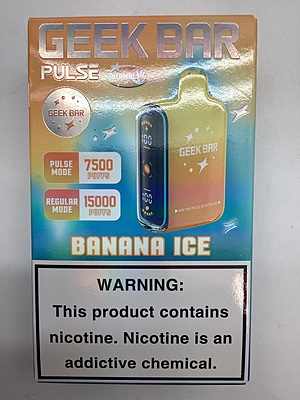 GEEK BAR
PULSE
GEEK BAR
GEEK BAR
PULSE MODE
7500 PUFFS
REGULAR MODE
15000 PUFFS
BANANA ICE
WARNING:
This product contains
nicotine. Nicotine is an
addictive chemical.